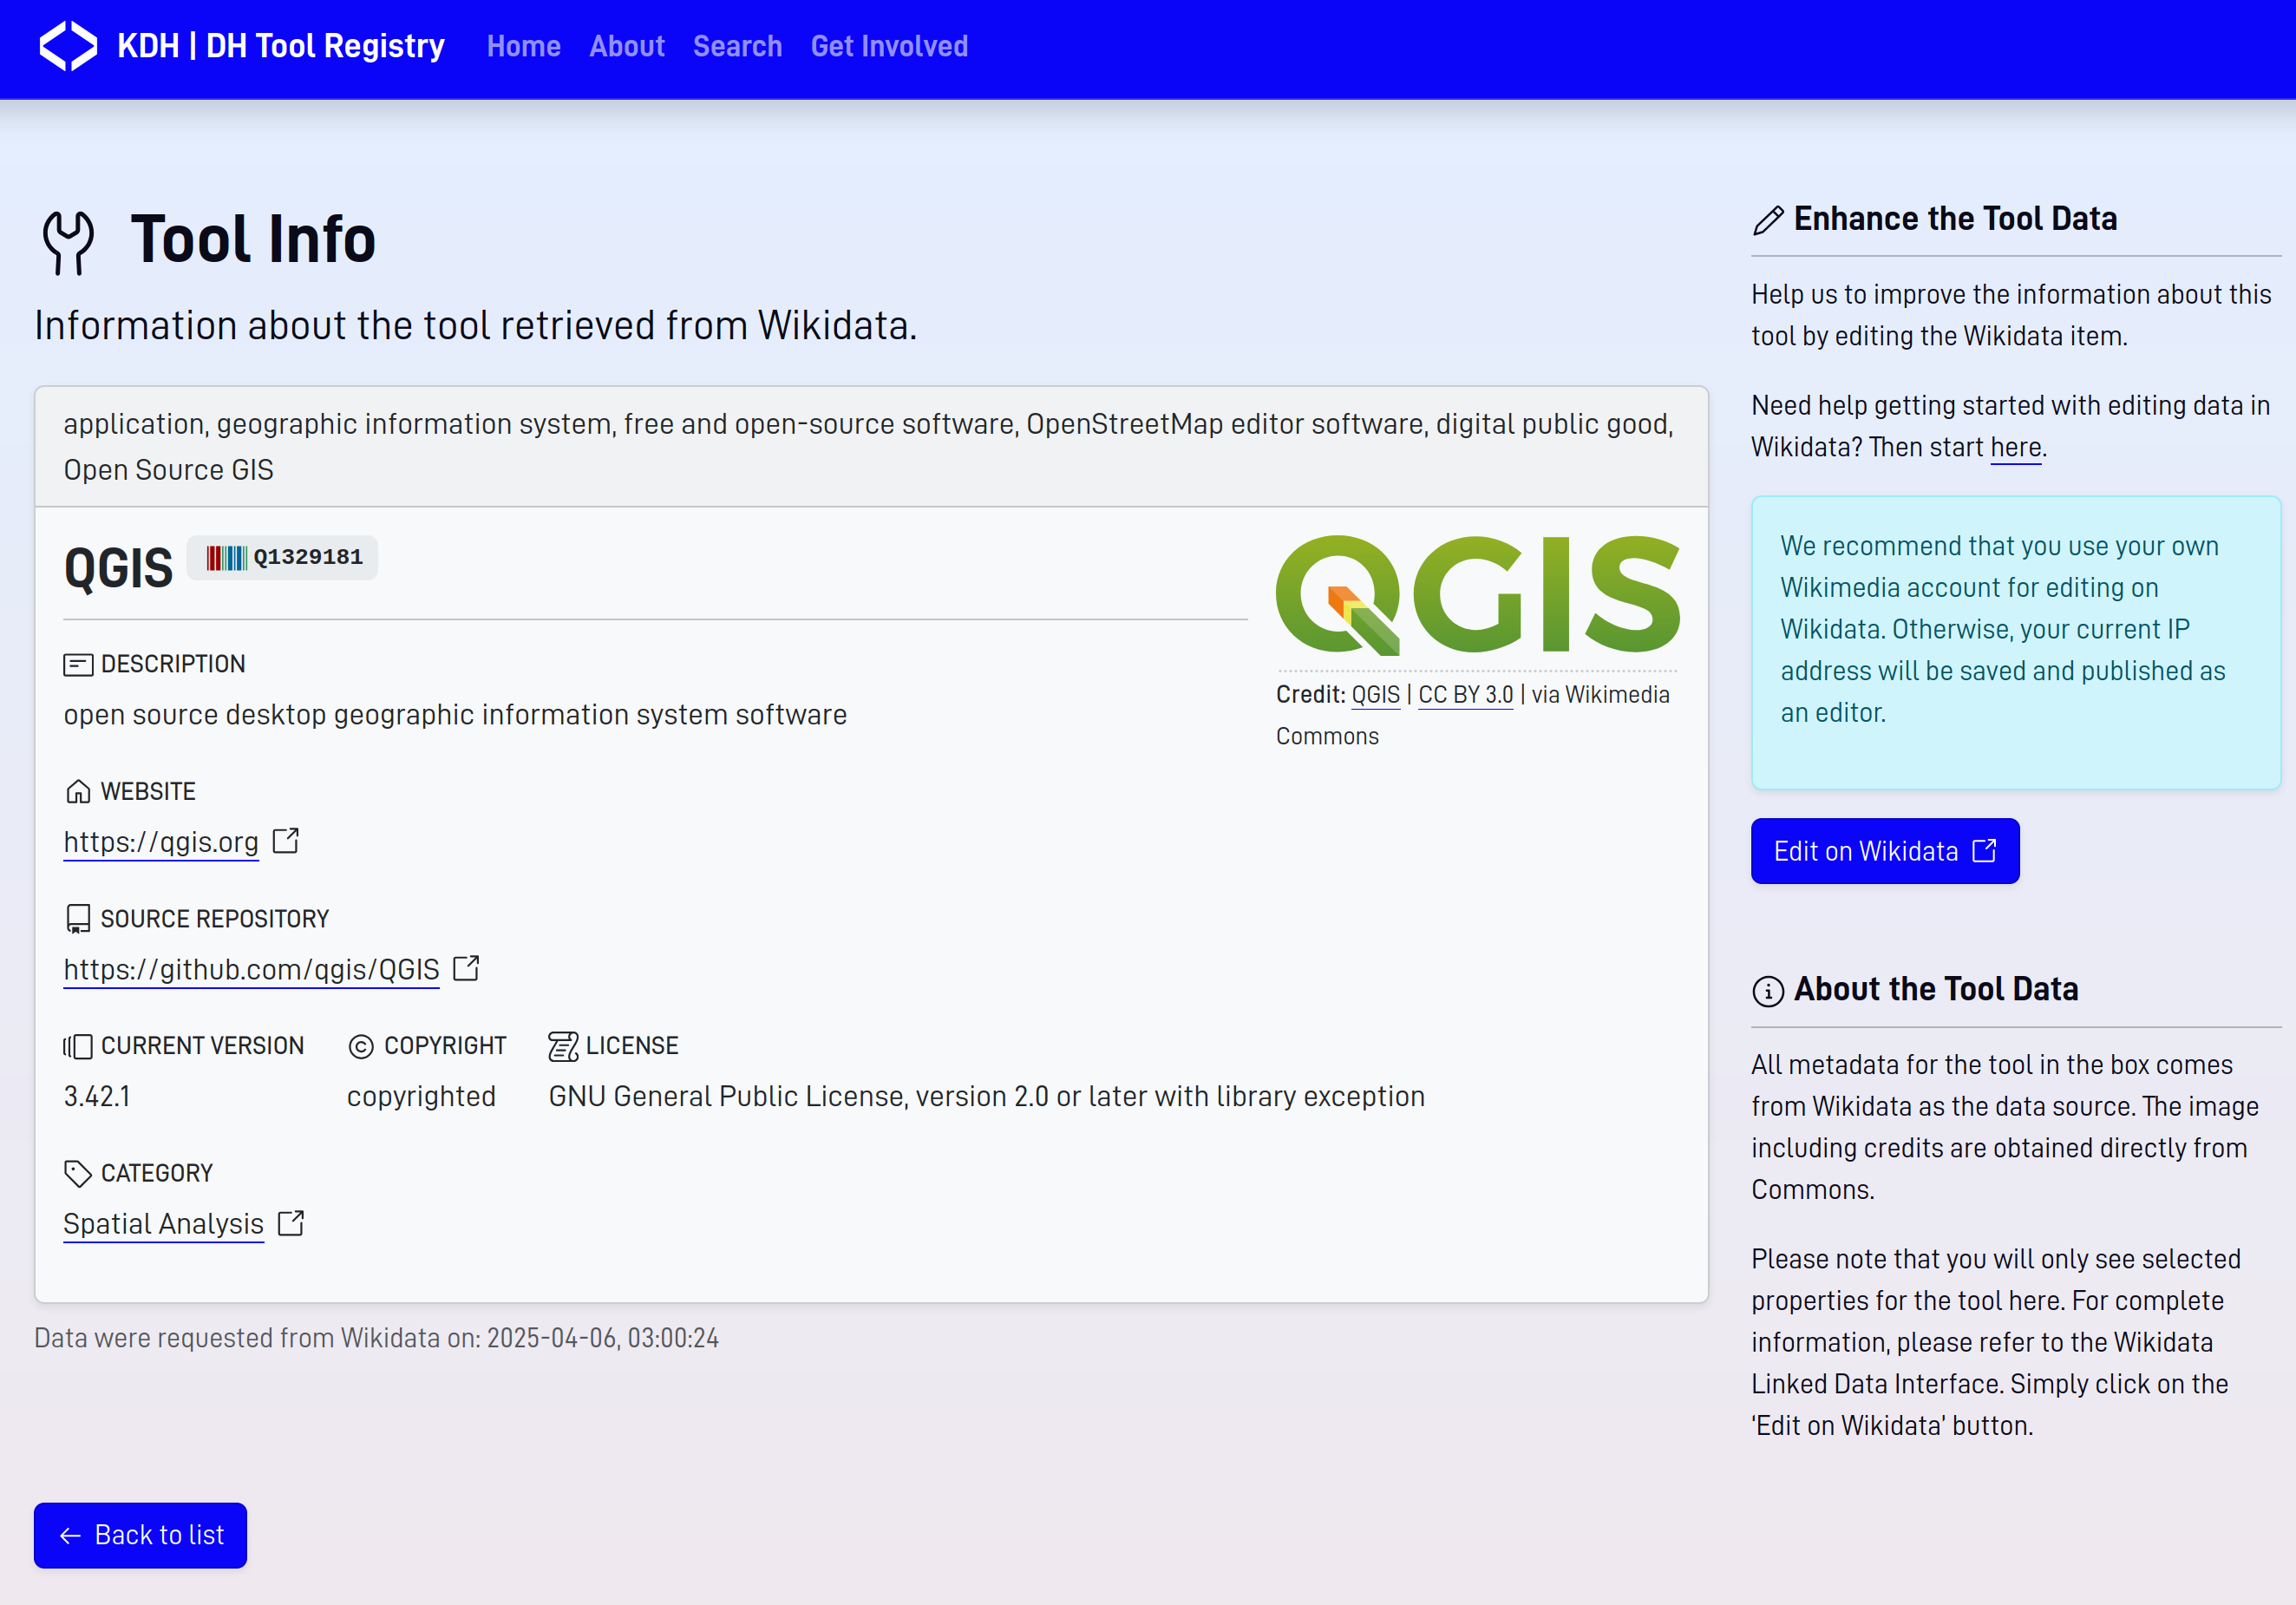 KDH | DH Tool Registry Home About Search Get Involved
Tool Info
Information about the tool retrieved from Wikidata.
application, geographic information system, free and open-source software, OpenStreetMap editor software, digital public good,
Open Source GIS
QGIS Q1329181
DESCRIPTION
open source desktop geographic information system software
WEBSITE
https://qgis.org
SOURCE REPOSITORY
https://github.com/qgis/QGIS
CURRENT VERSION COPYRIGHT LICENSE
3.42.1 copyrighted GNU General Public License, version 2.0 or later with library exception
CATEGORY
Spatial Analysis
QGIS
Credit: QGIS | CC BY 3.0 | via Wikimedia
Commons
Data were requested from Wikidata on: 2025-04-06, 03:00:24
Back to list
Enhance the Tool Data
Help us to improve the information about this
tool by editing the Wikidata item.
Need help getting started with editing data in
Wikidata? Then start here.
We recommend that you use your own
Wikimedia account for editing on
Wikidata. Otherwise, your current IP
address will be saved and published as
an editor.
Edit on Wikidata
About the Tool Data
All metadata for the tool in the box comes
from Wikidata as the data source. The image
including credits are obtained directly from
Commons.
Please note that you will only see selected
properties for the tool here. For complete
information, please refer to the Wikidata
Linked Data Interface. Simply click on the
‘Edit on Wikidata’ button.